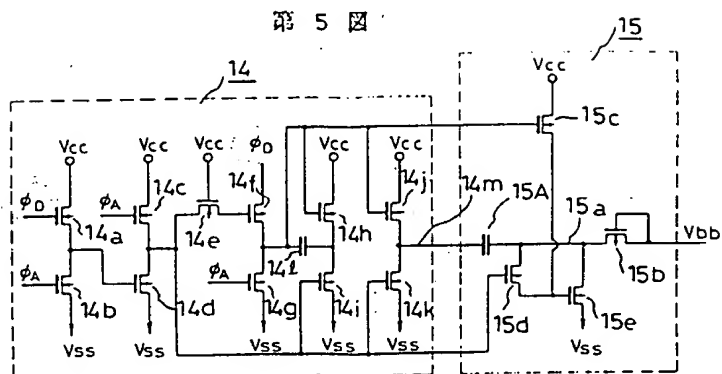 第 5 図
14
15
Vcc
Vcc Vcc Vcc φD Vcc Vcc
15c
φD 14a φA 14c 14e 14f 14h 14j 14m 15A 15a
14l
15b Vbb
φA 14b 14d φA 14g 14i 14k 15d 15e
Vss Vss Vss Vss Vss Vss